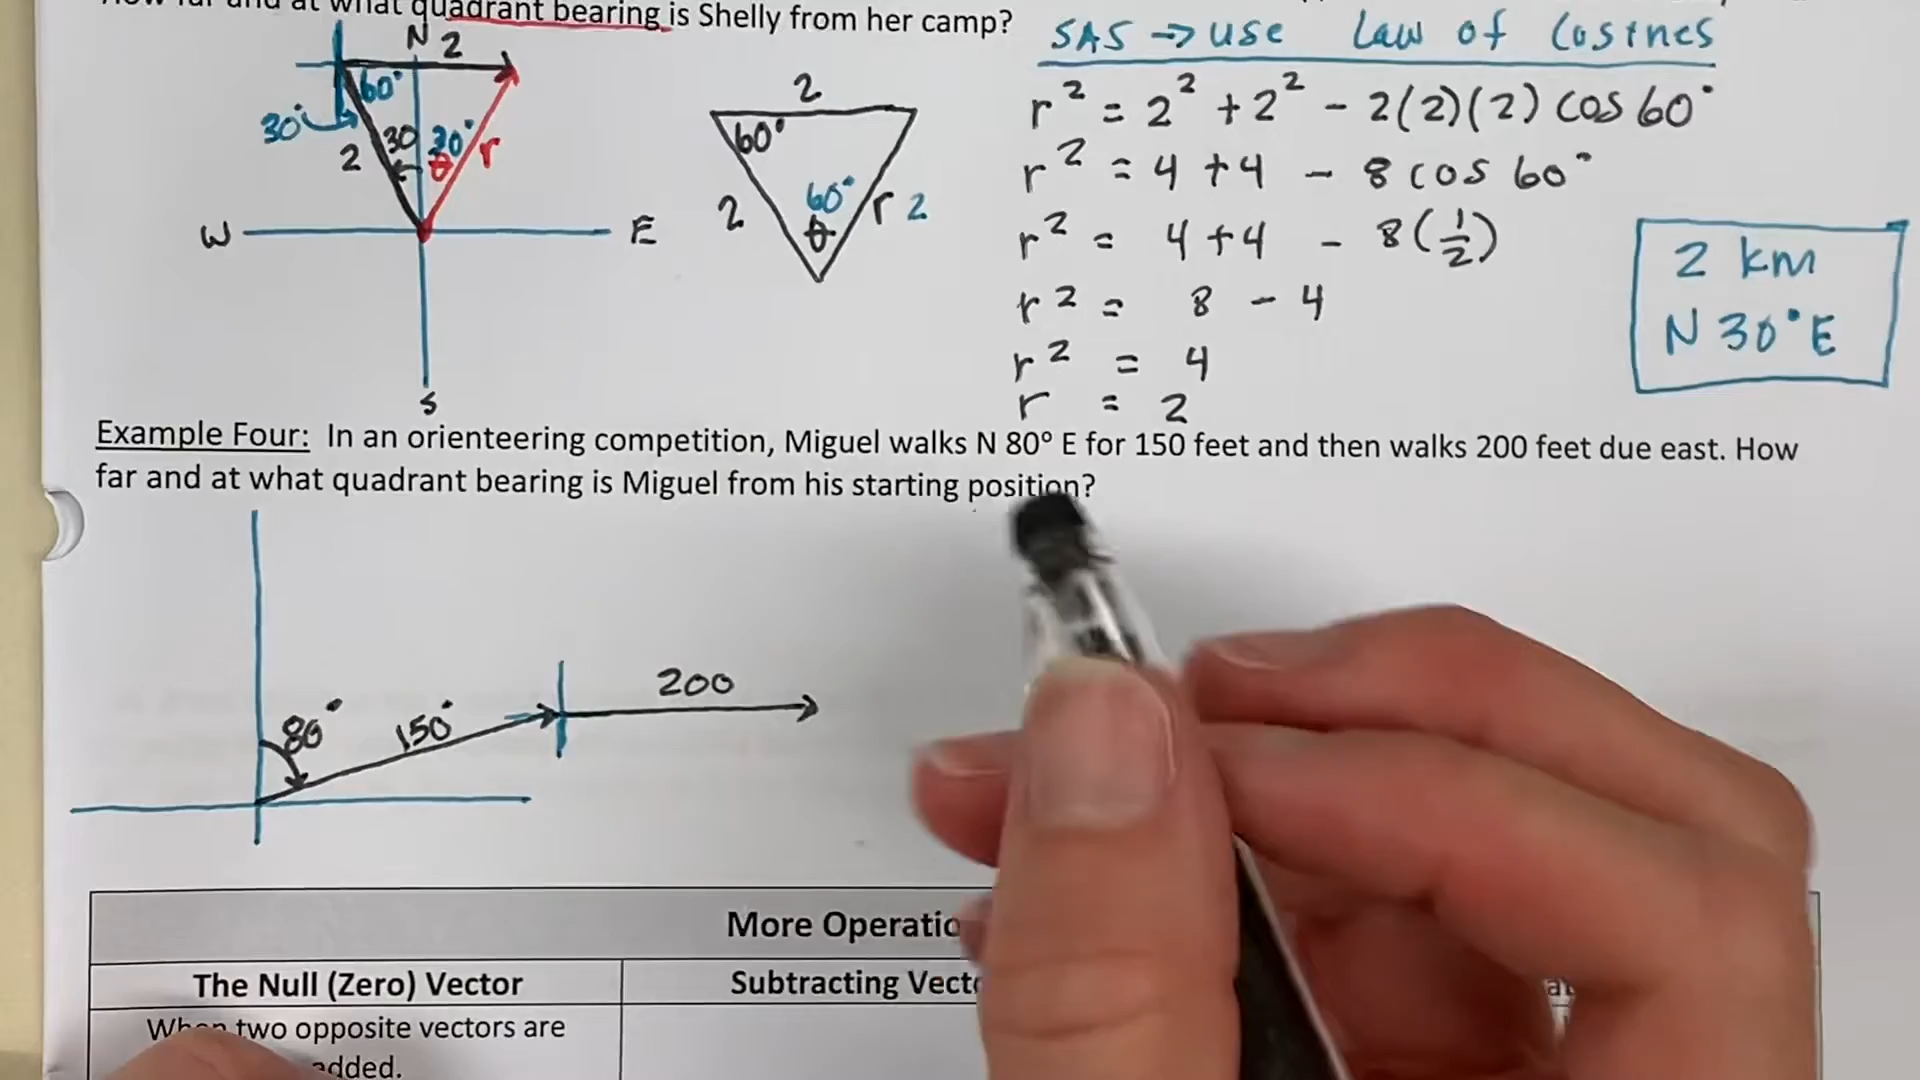 quadrant bearing is Shelly from her camp?
SAS → use Law of Cosines
N 2
60°
30°
30 30°
2 θ r
W E
S
2
60°
60°
2 θ r 2
r² = 2² + 2² - 2(2)(2) cos 60°
r² = 4 + 4 - 8 cos 60°
r² = 4 + 4 - 8(1/2)
r² = 8 - 4
r² = 4
r = 2
2 km
N 30° E
Example Four: In an orienteering competition, Miguel walks N 80° E for 150 feet and then walks 200 feet due east. How
far and at what quadrant bearing is Miguel from his starting position?
200
80° 150°
More Operatio
The Null (Zero) Vector Subtracting Vect
When two opposite vectors are
added.